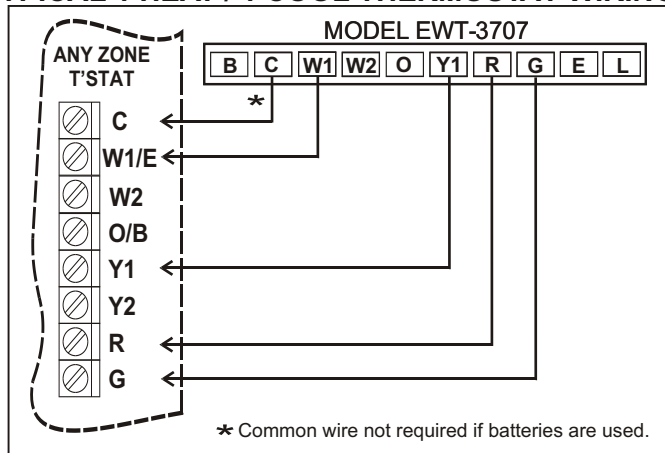 MODEL EWT-3707
ANY ZONE
T'STAT
B C W1 W2 O Y1 R G E L
*
C
W1/E
W2
O/B
Y1
Y2
R
G
* Common wire not required if batteries are used.